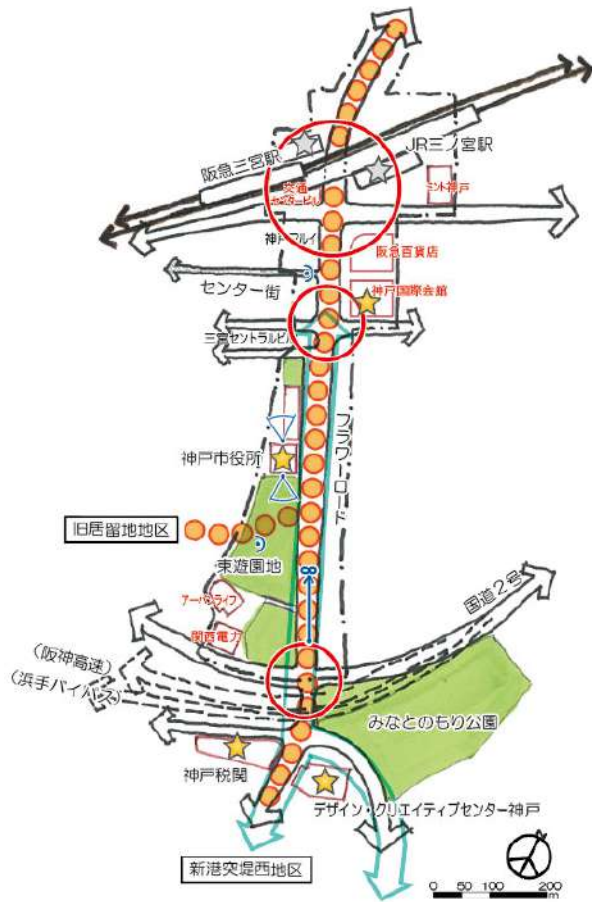 阪急三宮駅
JR三ノ宮駅
交通
センタービル
ミント神戸
神戸マルイ
阪急百貨店
センター街
神戸国際会館
三宮セントラルビル
フラワーロード
神戸市役所
旧居留地地区
東遊園地
アーバンライフ
関西電力
国道2号
(阪神高速)
(浜手バイパス)
みなとのもり公園
神戸税関
デザイン・クリエイティブセンター神戸
新港突堤西地区
0 50 100 200
m